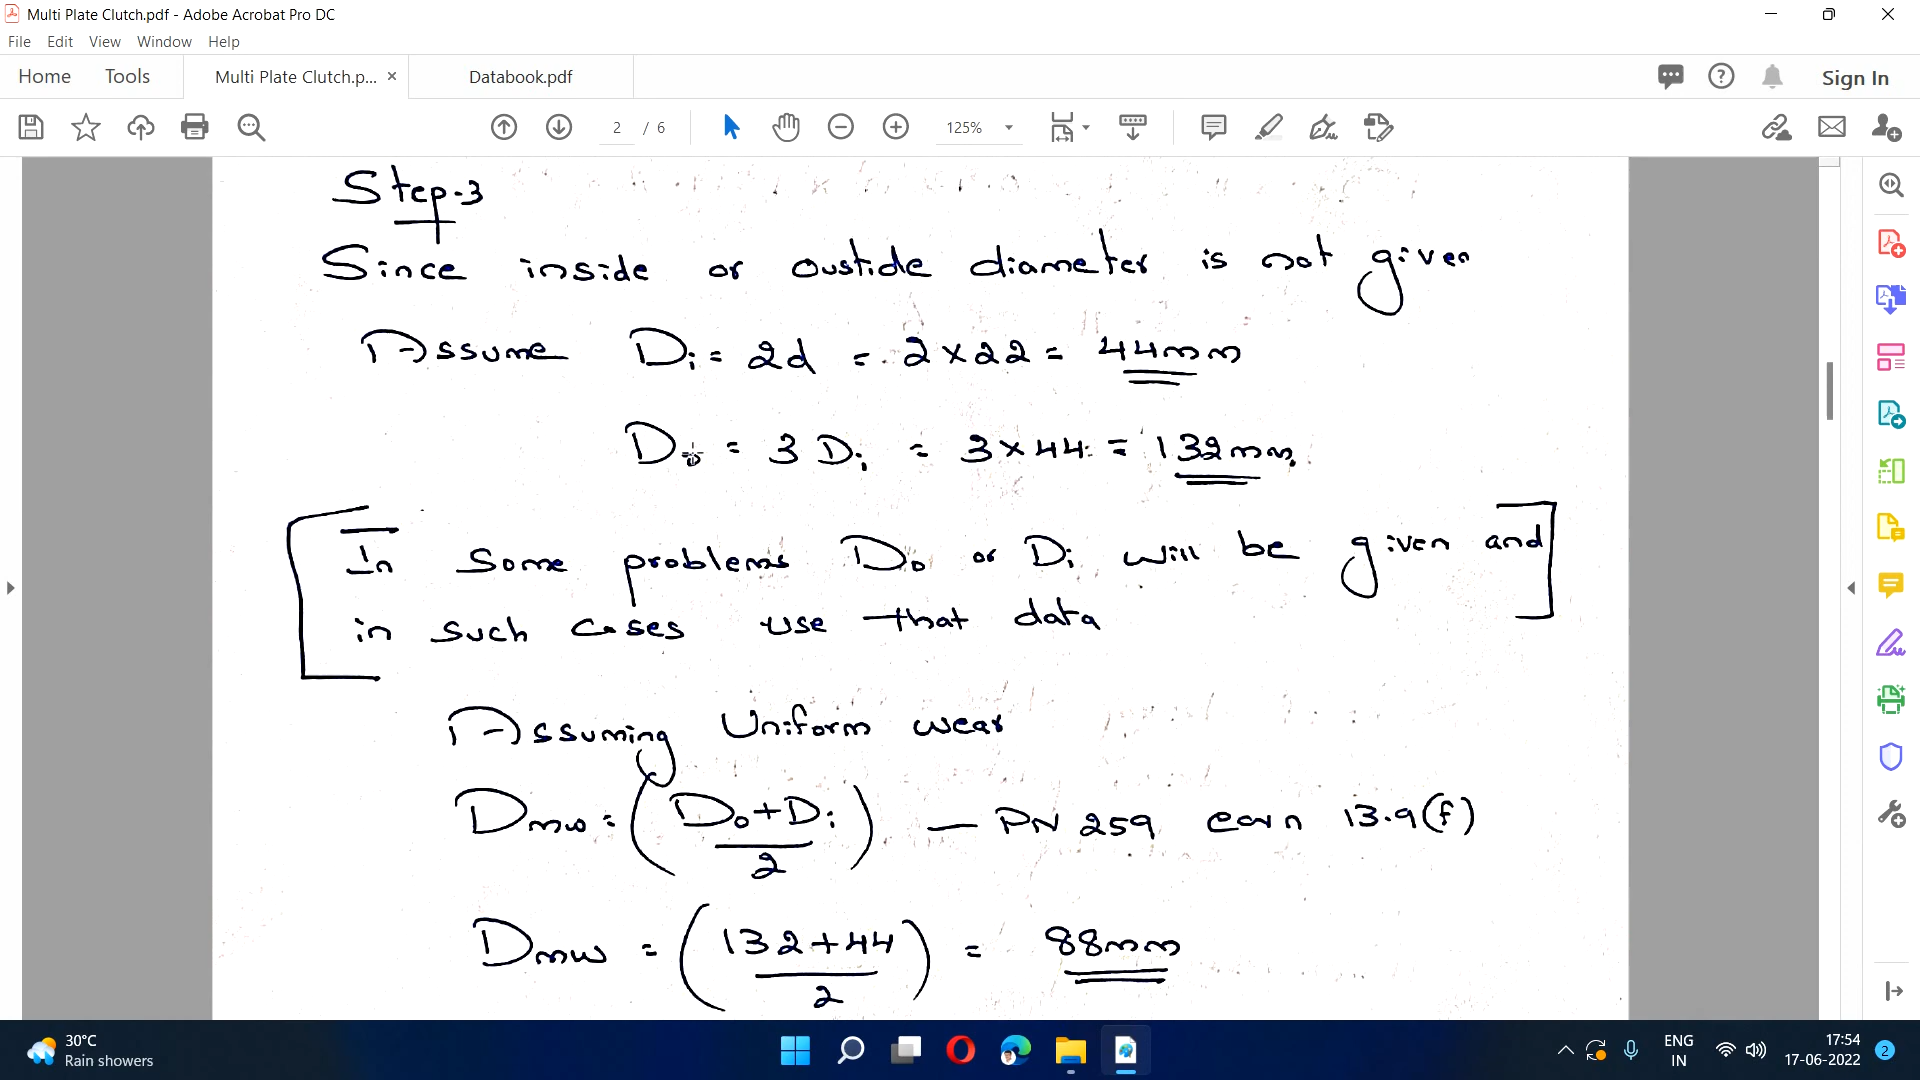 Multi Plate Clutch.pdf - Adobe Acrobat Pro DC
File Edit View Window Help
Home Tools Multi Plate Clutch.p... × Databook.pdf Sign In
2 / 6 125%
Step-3
Since inside or oustide diameter is not given
Assume Di = 2d = 2 × 22 = 44mm
D = 3 Di = 3×44 = 132mm.
[In some problems Do or Di will be given and]
in such cases use that data
Assuming Uniform wear
Dmw = (Do+Di / 2) — PN 259 eqn 13.9(f)
Dmw = (132+44 / 2) = 88mm
30°C
Rain showers
ENG
IN
17:54
17-06-2022
2